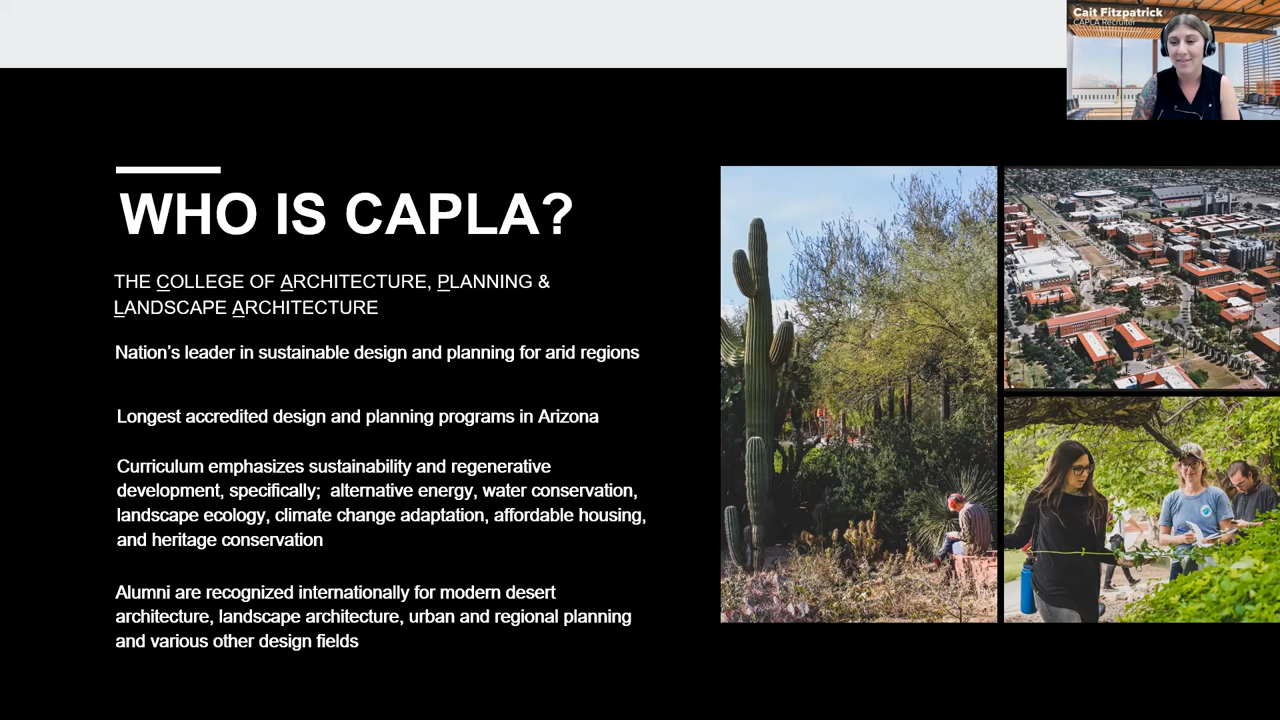 Cait Fitzpatrick
CAPLA Recruiter
WHO IS CAPLA?
THE COLLEGE OF ARCHITECTURE, PLANNING &
LANDSCAPE ARCHITECTURE
Nation's leader in sustainable design and planning for arid regions
Longest accredited design and planning programs in Arizona
Curriculum emphasizes sustainability and regenerative
development, specifically;  alternative energy, water conservation,
landscape ecology, climate change adaptation, affordable housing,
and heritage conservation
Alumni are recognized internationally for modern desert
architecture, landscape architecture, urban and regional planning
and various other design fields